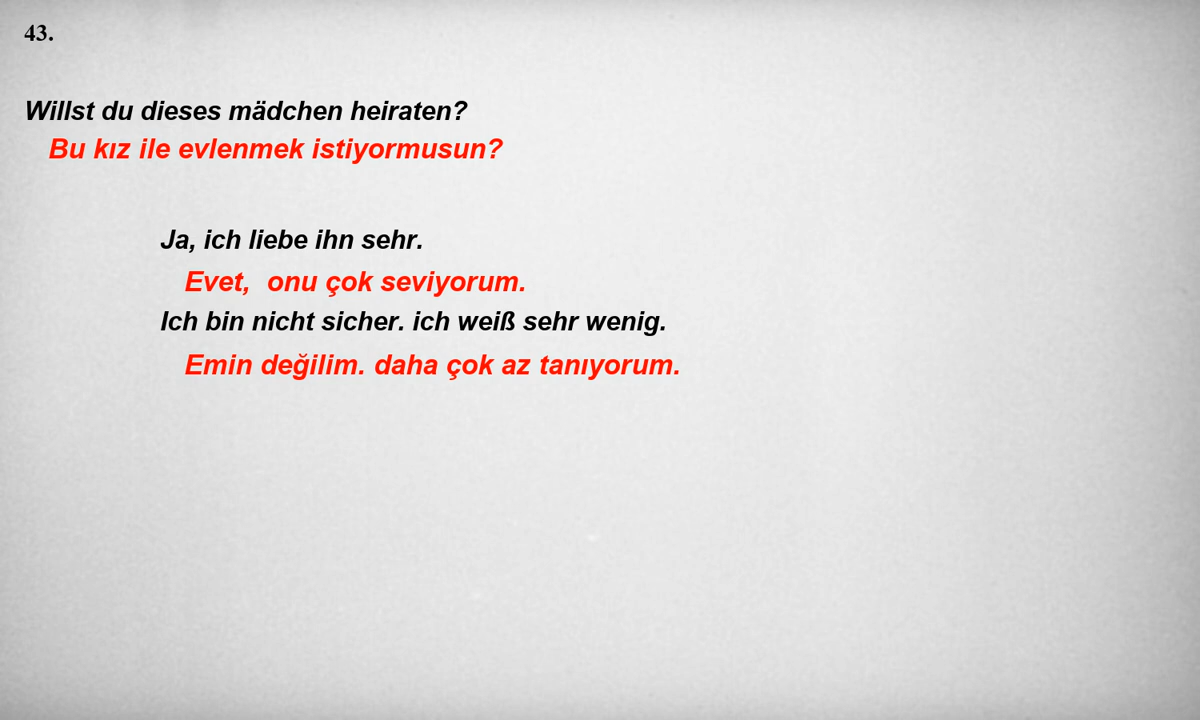 43.
Willst du dieses mädchen heiraten?
Bu kız ile evlenmek istiyormusun?
Ja, ich liebe ihn sehr.
Evet, onu çok seviyorum.
Ich bin nicht sicher. ich weiß sehr wenig.
Emin değilim. daha çok az tanıyorum.